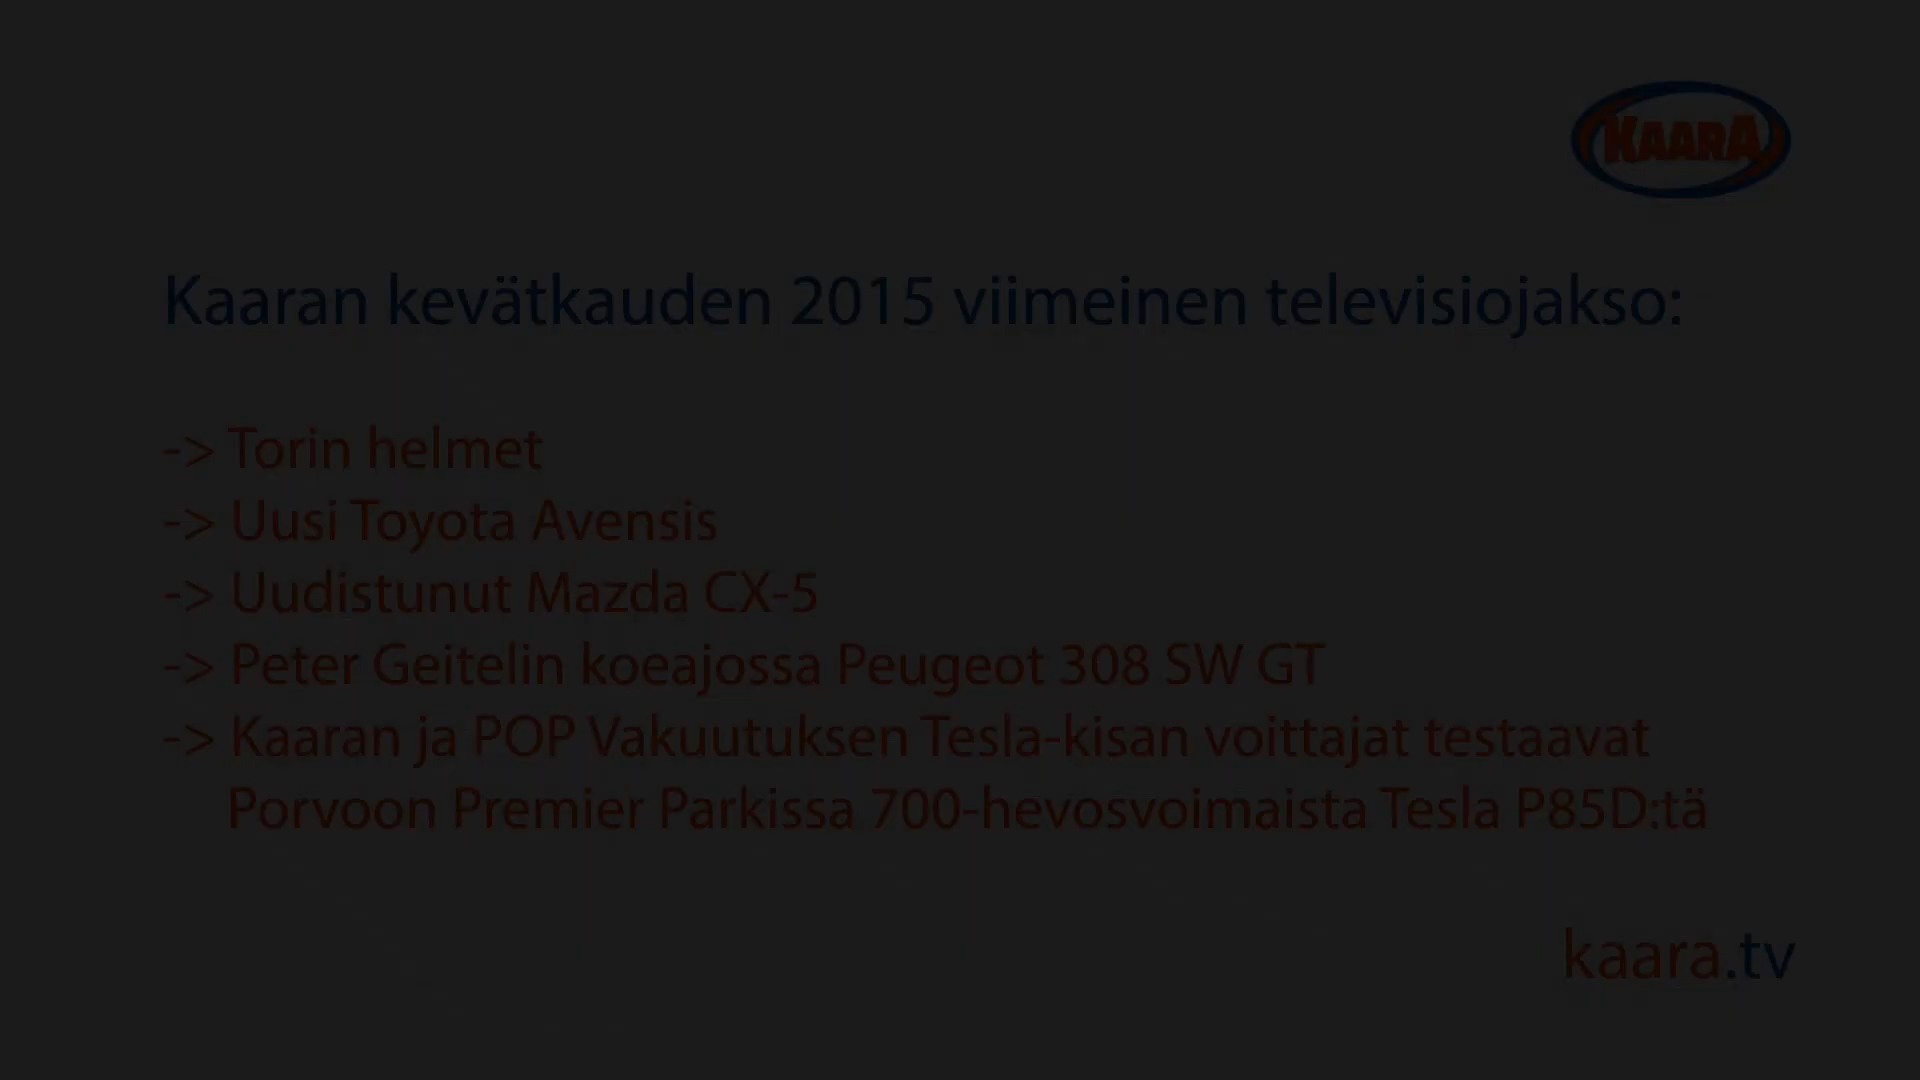 KAARA
Kaaran kevätkauden 2015 viimeinen televisiojakso:
-> Torin helmet
-> Uusi Toyota Avensis
-> Uudistunut Mazda CX-5
-> Peter Geitelin koeajossa Peugeot 308 SW GT
-> Kaaran ja POP Vakuutuksen Tesla-kisan voittajat testaavat
Porvoon Premier Parkissa 700-hevosvoimaista Tesla P85D:tä
kaara.tv